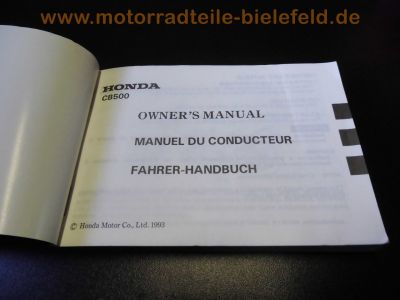 www.motorradteile-bielefeld.de
HONDA
CB500
OWNER'S MANUAL
MANUEL DU CONDUCTEUR
FAHRER-HANDBUCH
© Honda Motor Co., Ltd. 1993